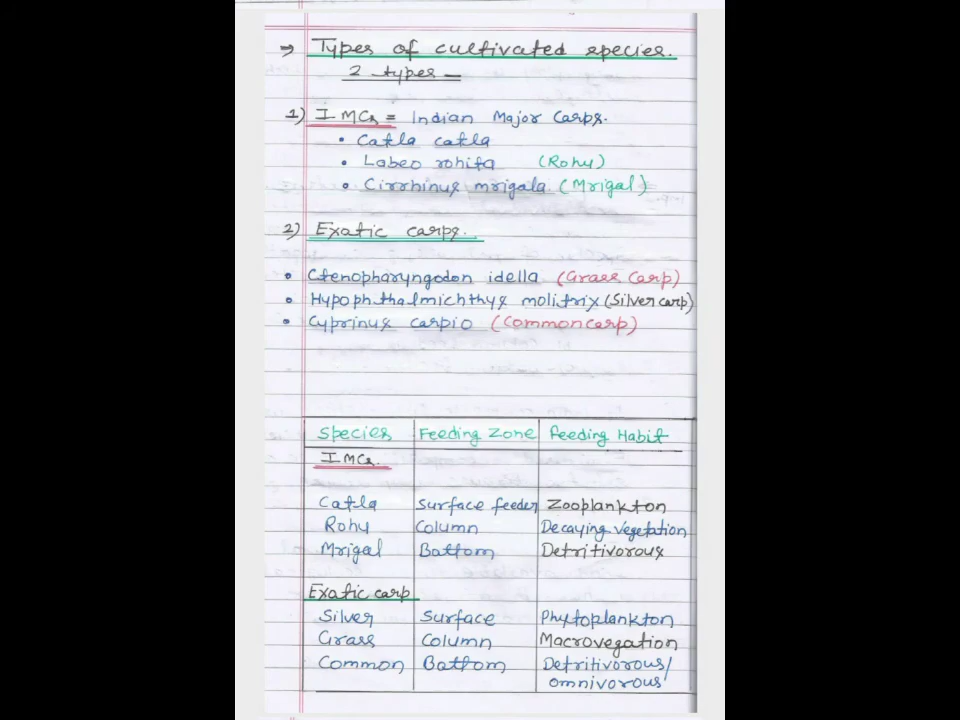 ⇒ Types of cultivated species.
2 types —
1) IMCs = Indian Major Carps.
• Catla catla
• Labeo rohita (Rohu)
• Cirrhinus mrigala (Mrigal)
2) Exatic carps.
• Ctenopharyngodon idella (Grass Carp)
• Hypophthalmichthys molitrix (Silver carp)
• Cyprinus carpio (Common carp)
Species Feeding Zone Feeding Habit
IMCs.
Catla Surface feeder Zooplankton
Rohu Column Decaying vegetation
Mrigal Bottom Detritivorous
Exatic carp
Silver Surface Phytoplankton
Grass Column Macrovegation
Common Bottom Detritivorous/
omnivorous